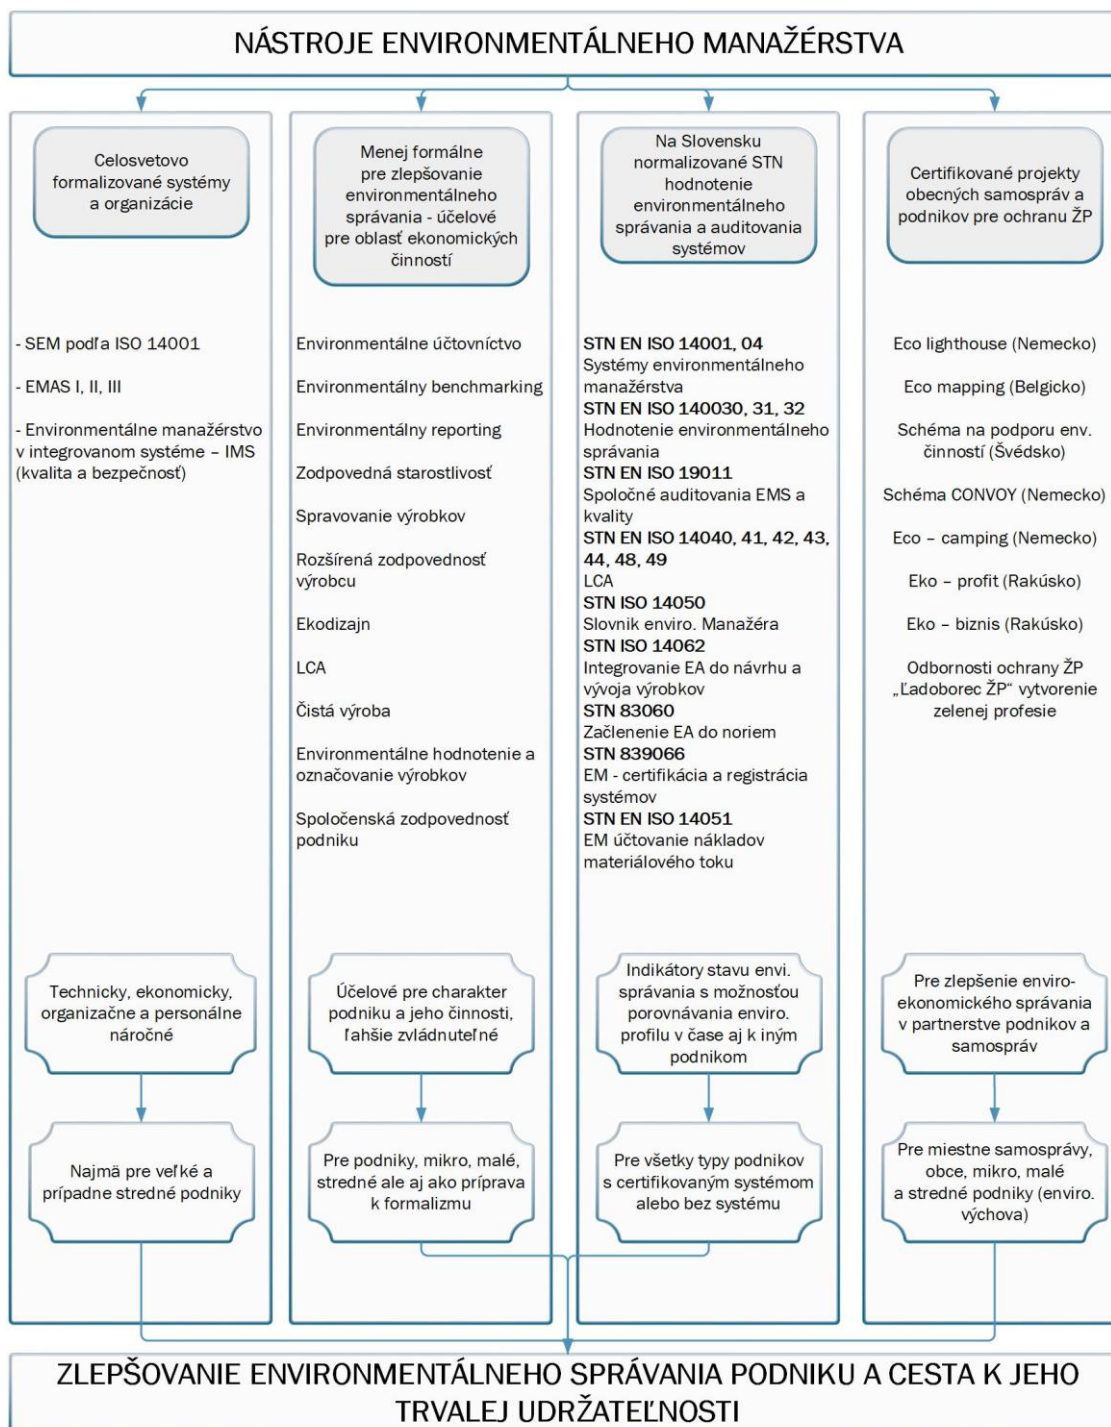 NÁSTROJE ENVIRONMENTÁLNEHO MANAŽÉRSTVA
Celosvetovo
formalizované systémy
a organizácie
- SEM podľa ISO 14001
- EMAS I, II, III
- Environmentálne manažérstvo
v integrovanom systéme – IMS
(kvalita a bezpečnosť)
Technicky, ekonomicky,
organizačne a personálne
náročné
Najmä pre veľké a
prípadne stredné podniky
Menej formálne
pre zlepšovanie
environmentálneho
správania - účelové
pre oblasť ekonomických
činností
Environmentálne účtovníctvo
Environmentálny benchmarking
Environmentálny reporting
Zodpovedná starostlivosť
Spravovanie výrobkov
Rozšírená zodpovednosť
výrobcu
Ekodizajn
LCA
Čistá výroba
Environmentálne hodnotenie a
označovanie výrobkov
Spoločenská zodpovednosť
podniku
Účelové pre charakter
podniku a jeho činnosti,
ľahšie zvládnuteľné
Pre podniky, mikro, malé,
stredné ale aj ako príprava
k formalizmu
Na Slovensku
normalizované STN
hodnotenie
environmentálneho
správania a auditovania
systémov
STN EN ISO 14001, 04
Systémy environmentálneho
manažérstva
STN EN ISO 140030, 31, 32
Hodnotenie environmentálneho
správania
STN EN ISO 19011
Spoločné auditovania EMS a
kvality
STN EN ISO 14040, 41, 42, 43,
44, 48, 49
LCA
STN ISO 14050
Slovnik enviro. Manažéra
STN ISO 14062
Integrovanie EA do návrhu a
vývoja výrobkov
STN 83060
Začlenenie EA do noriem
STN 839066
EM - certifikácia a registrácia
systémov
STN EN ISO 14051
EM účtovanie nákladov
materiálového toku
Indikátory stavu envi.
správania s možnosťou
porovnávania enviro.
profilu v čase aj k iným
podnikom
Pre všetky typy podnikov
s certifikovaným systémom
alebo bez systému
Certifikované projekty
obecných samospráv a
podnikov pre ochranu ŽP
Eco lighthouse (Nemecko)
Eco mapping (Belgicko)
Schéma na podporu env.
činností (Švédsko)
Schéma CONVOY (Nemecko)
Eco – camping (Nemecko)
Eko – profit (Rakúsko)
Eko – biznis (Rakúsko)
Odbornosti ochrany ŽP
„Ľadoborec ŽP“ vytvorenie
zelenej profesie
Pre zlepšenie enviro-
ekonomického správania
v partnerstve podnikov a
samospráv
Pre miestne samosprávy,
obce, mikro, malé
a stredné podniky (enviro.
výchova)
ZLEPŠOVANIE ENVIRONMENTÁLNEHO SPRÁVANIA PODNIKU A CESTA K JEHO
TRVALEJ UDRŽATEĽNOSTI